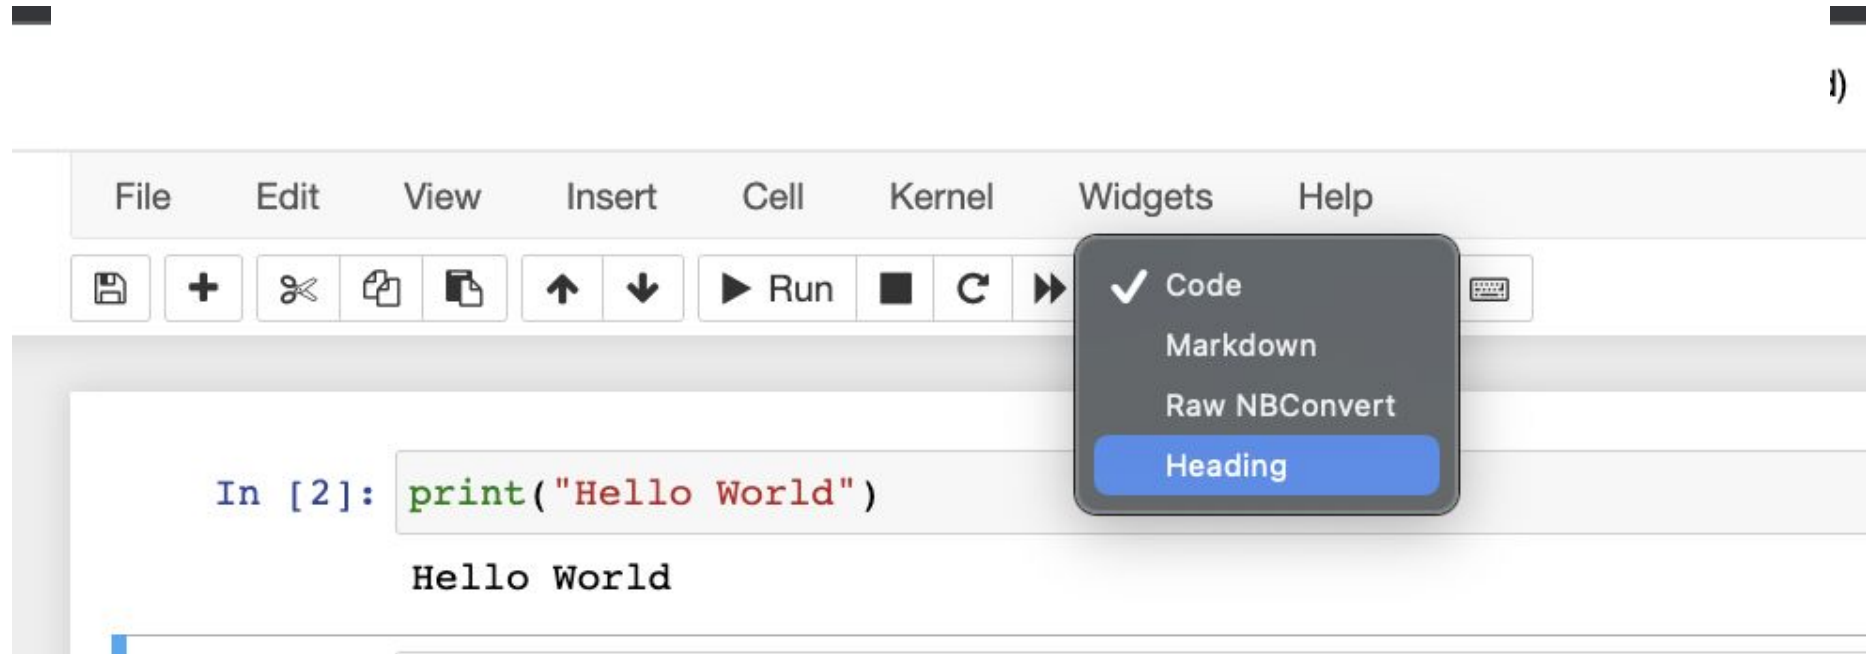 File Edit View Insert Cell Kernel Widgets Help
Run
Code
Markdown
Raw NBConvert
Heading
In [2]: print("Hello World")
Hello World